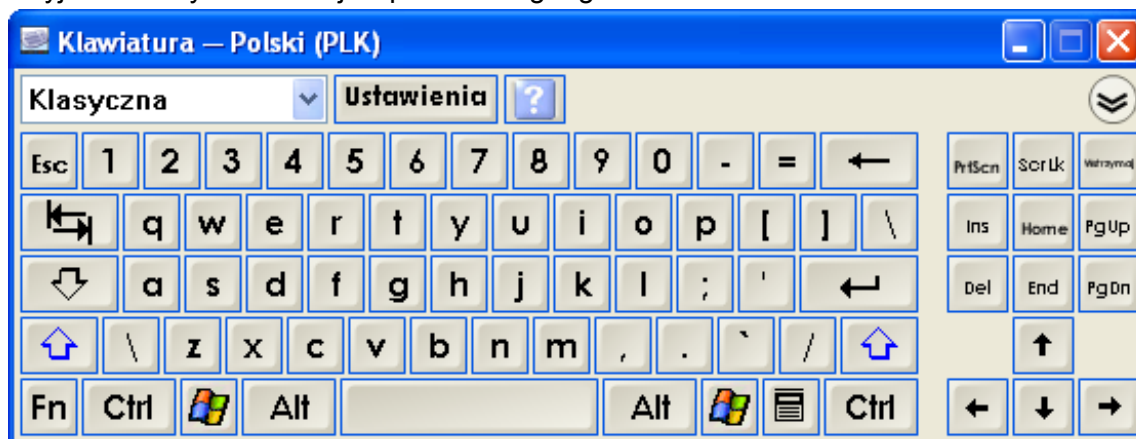 Klawiatura — Polski (PLK)
Klasyczna Ustawienia ?
Esc 1 2 3 4 5 6 7 8 9 0 - = PrtScn ScrLk Wstrzymaj
q w e r t y u i o p [ ] \ Ins Home PgUp
a s d f g h j k l ; ' Del End PgDn
\ z x c v b n m , . ` /
Fn Ctrl Alt Alt Ctrl